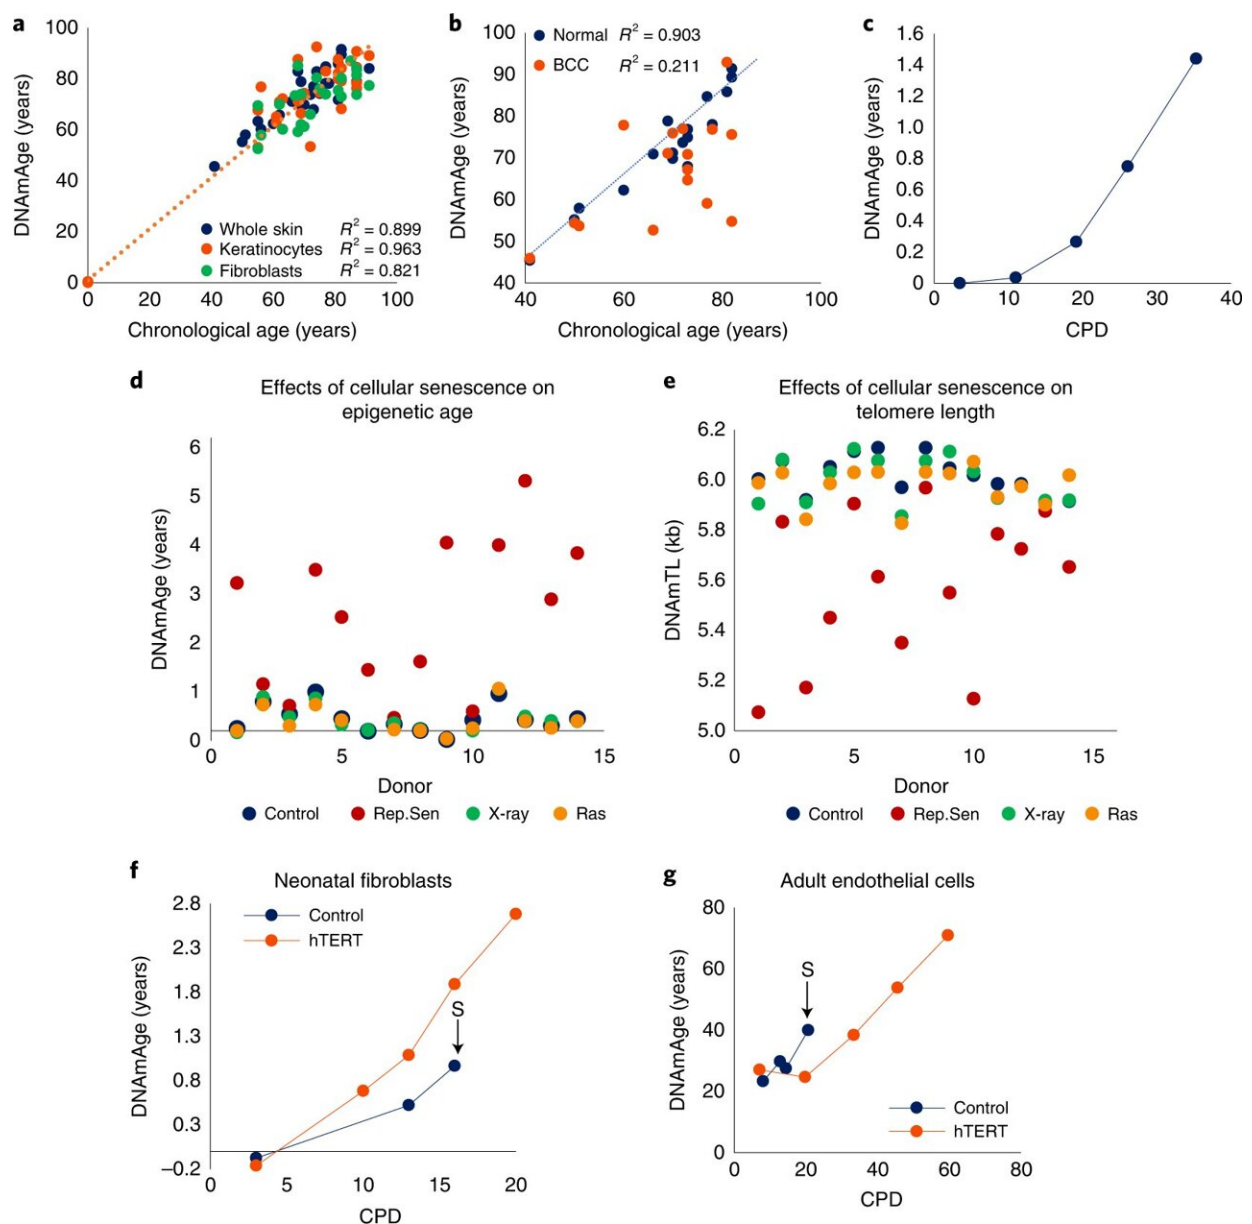 a
100
80
60
40
20
0
DNAmAge (years)
Whole skin R² = 0.899
Keratinocytes R² = 0.963
Fibroblasts R² = 0.821
0 20 40 60 80 100
Chronological age (years)
b
100
90
80
70
60
50
40
DNAmAge (years)
Normal R² = 0.903
BCC R² = 0.211
40 60 80 100
Chronological age (years)
c
1.6
1.4
1.2
1.0
0.8
0.6
0.4
0.2
0
DNAmAge (years)
0 10 20 30 40
CPD
d
Effects of cellular senescence on
epigenetic age
6
5
4
3
2
1
0
DNAmAge (years)
0 5 10 15
Donor
Control Rep.Sen X-ray Ras
e
Effects of cellular senescence on
telomere length
6.2
6.0
5.8
5.6
5.4
5.2
5.0
DNAmTL (kb)
0 5 10 15
Donor
Control Rep.Sen X-ray Ras
f
Neonatal fibroblasts
2.8
2.3
1.8
1.3
0.8
0.3
–0.2
DNAmAge (years)
Control
hTERT
S
0 5 10 15 20
CPD
g
Adult endothelial cells
80
60
40
20
0
DNAmAge (years)
S
Control
hTERT
0 20 40 60 80
CPD